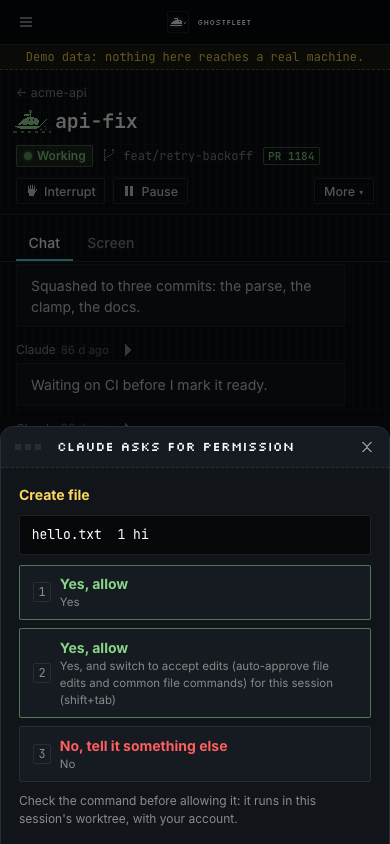 GHOSTFLEET
Demo data: nothing here reaches a real machine.
← acme-api
api-fix
Working feat/retry-backoff PR 1184
Interrupt Pause More ▾
Chat Screen
Squashed to three commits: the parse, the
clamp, the docs.
Claude 86 d ago
Waiting on CI before I mark it ready.
CLAUDE ASKS FOR PERMISSION
Create file
hello.txt 1 hi
1 Yes, allow
Yes
Yes, allow
2 Yes, and switch to accept edits (auto-approve file
edits and common file commands) for this session
(shift+tab)
3 No, tell it something else
No
Check the command before allowing it: it runs in this
session's worktree, with your account.